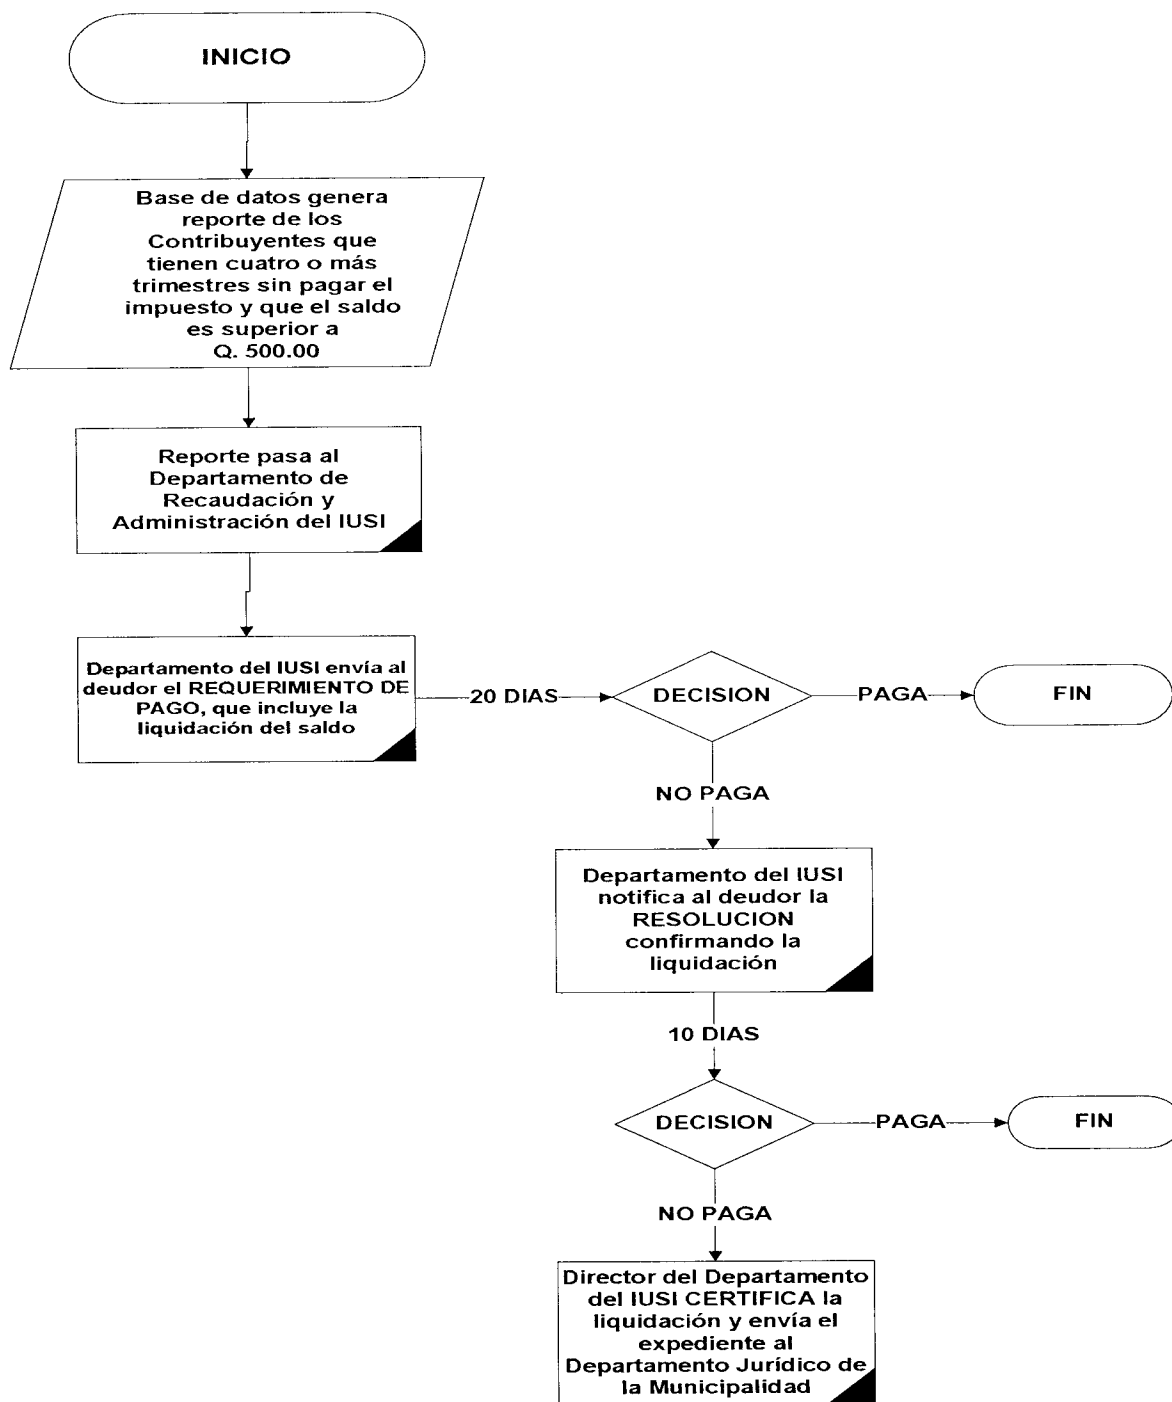 INICIO
Base de datos genera
reporte de los
Contribuyentes que
tienen cuatro o más
trimestres sin pagar el
impuesto y que el saldo
es superior a
Q. 500.00
Reporte pasa al
Departamento de
Recaudación y
Administración del IUSI
Departamento del IUSI envía al
deudor el REQUERIMIENTO DE
PAGO, que incluye la
liquidación del saldo
20 DIAS
DECISION
PAGA
FIN
NO PAGA
Departamento del IUSI
notifica al deudor la
RESOLUCION
confirmando la
liquidación
10 DIAS
DECISION
PAGA
FIN
NO PAGA
Director del Departamento
del IUSI CERTIFICA la
liquidación y envía el
expediente al
Departamento Jurídico de
la Municipalidad